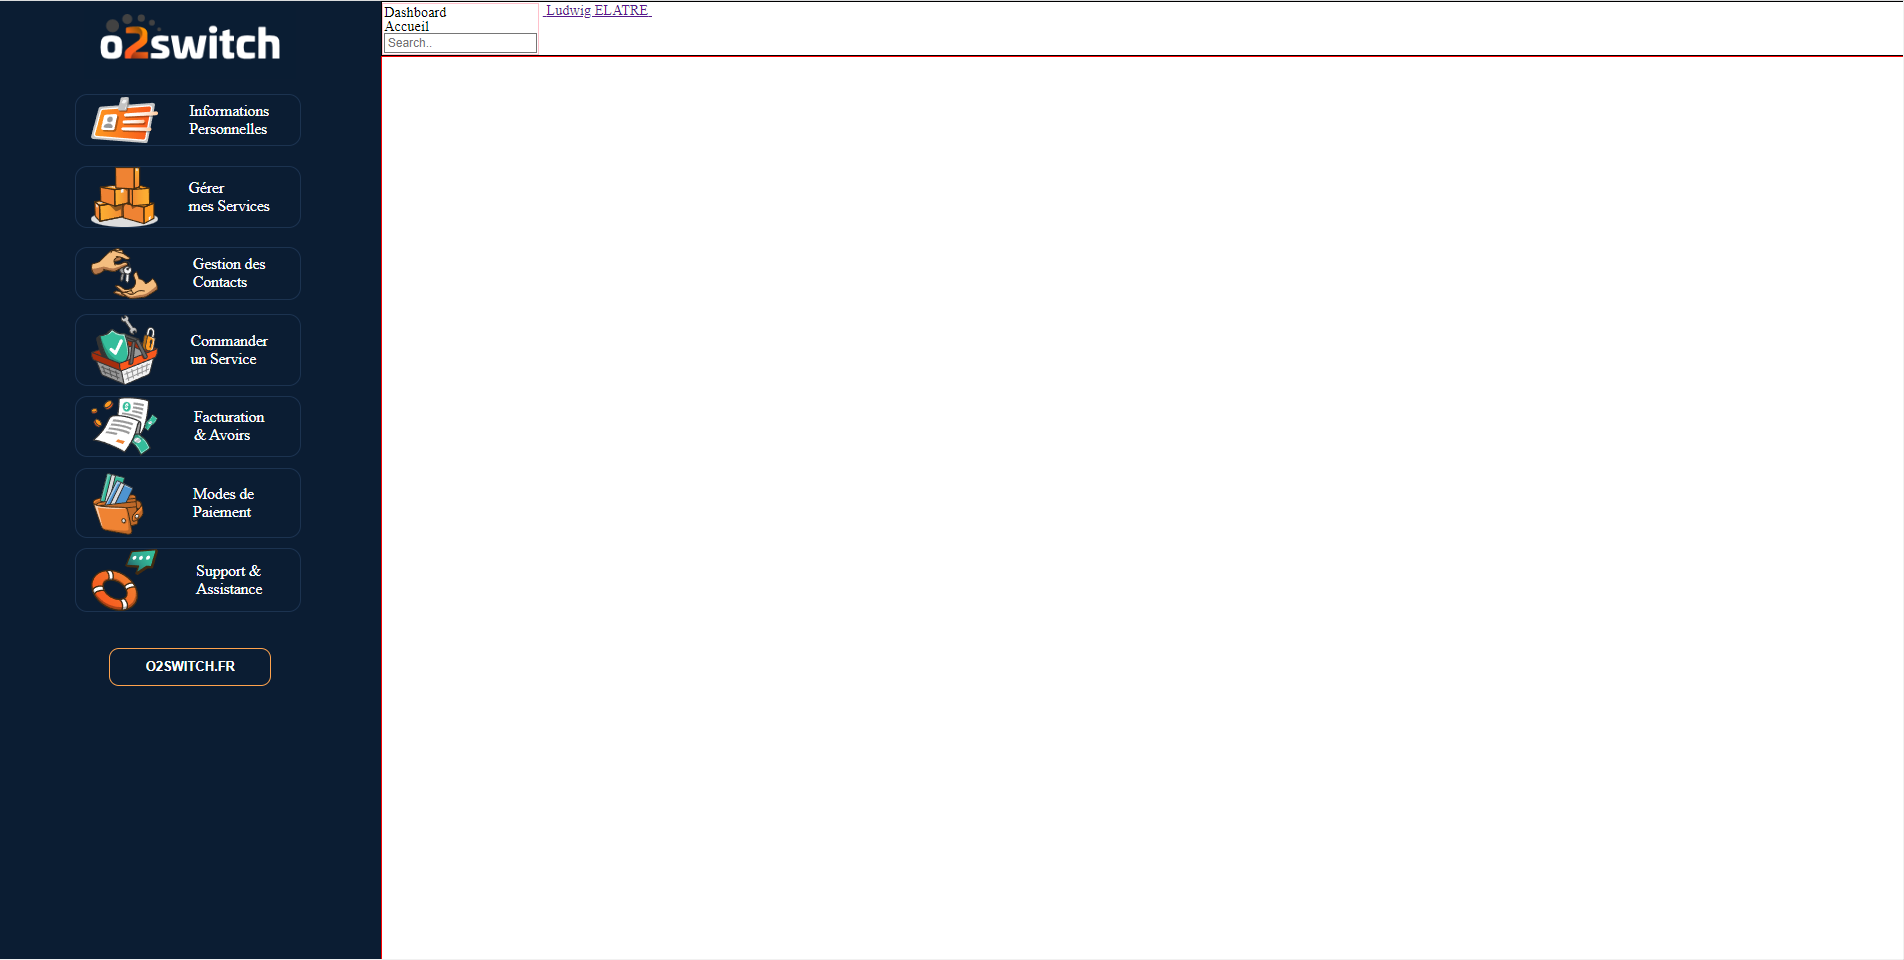 o2switch
Informations
Personnelles
Gérer
mes Services
Gestion des
Contacts
Commander
un Service
Facturation
& Avoirs
Modes de
Paiement
Support &
Assistance
O2SWITCH.FR
Dashboard
Accueil
Search..
Ludwig ELATRE